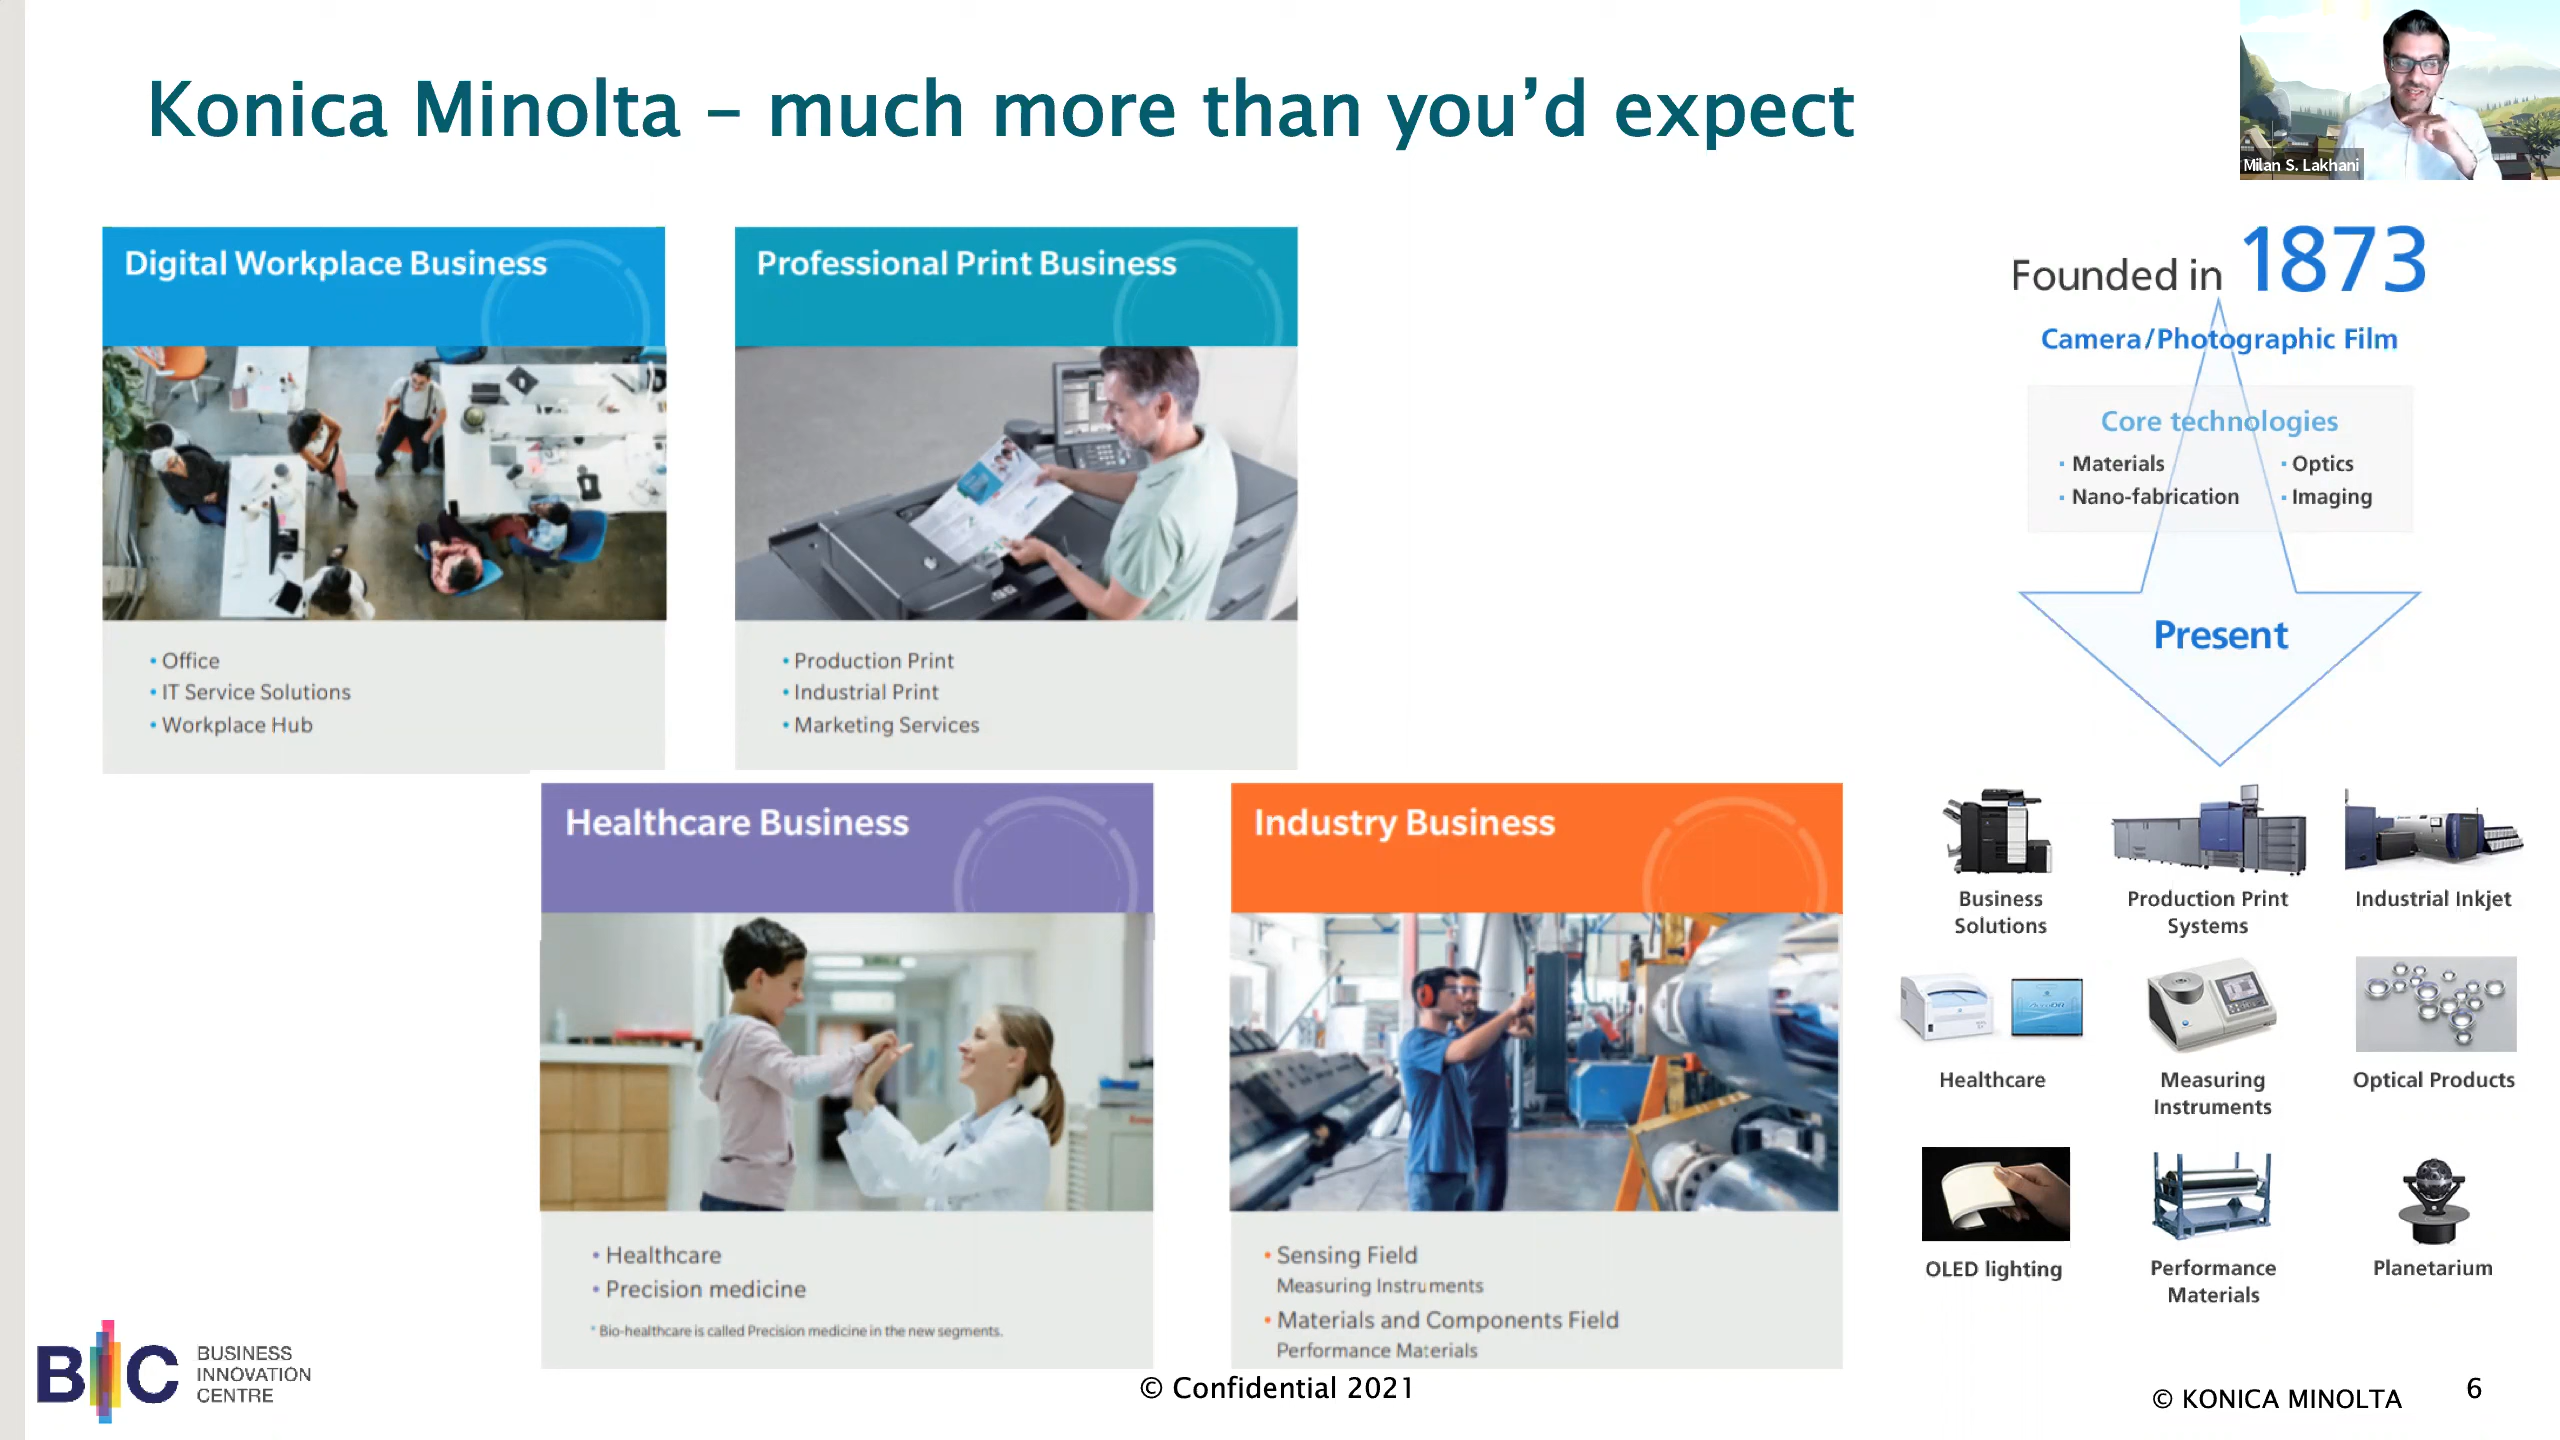 Konica Minolta – much more than you'd expect
Milan S. Lakhani
Digital Workplace Business
• Office
• IT Service Solutions
• Workplace Hub
Professional Print Business
• Production Print
• Industrial Print
• Marketing Services
Healthcare Business
• Healthcare
• Precision medicine
* Bio-healthcare is called Precision medicine in the new segments.
Industry Business
• Sensing Field
Measuring Instruments
• Materials and Components Field
Performance Materials
Founded in 1873
Camera/Photographic Film
Core technologies
· Materials
· Optics
· Nano-fabrication
· Imaging
Present
Business
Solutions
Production Print
Systems
Industrial Inkjet
AeroDR
Healthcare
Measuring
Instruments
Optical Products
OLED lighting
Performance
Materials
Planetarium
BIC
BUSINESS
INNOVATION
CENTRE
© Confidential 2021
© KONICA MINOLTA
6